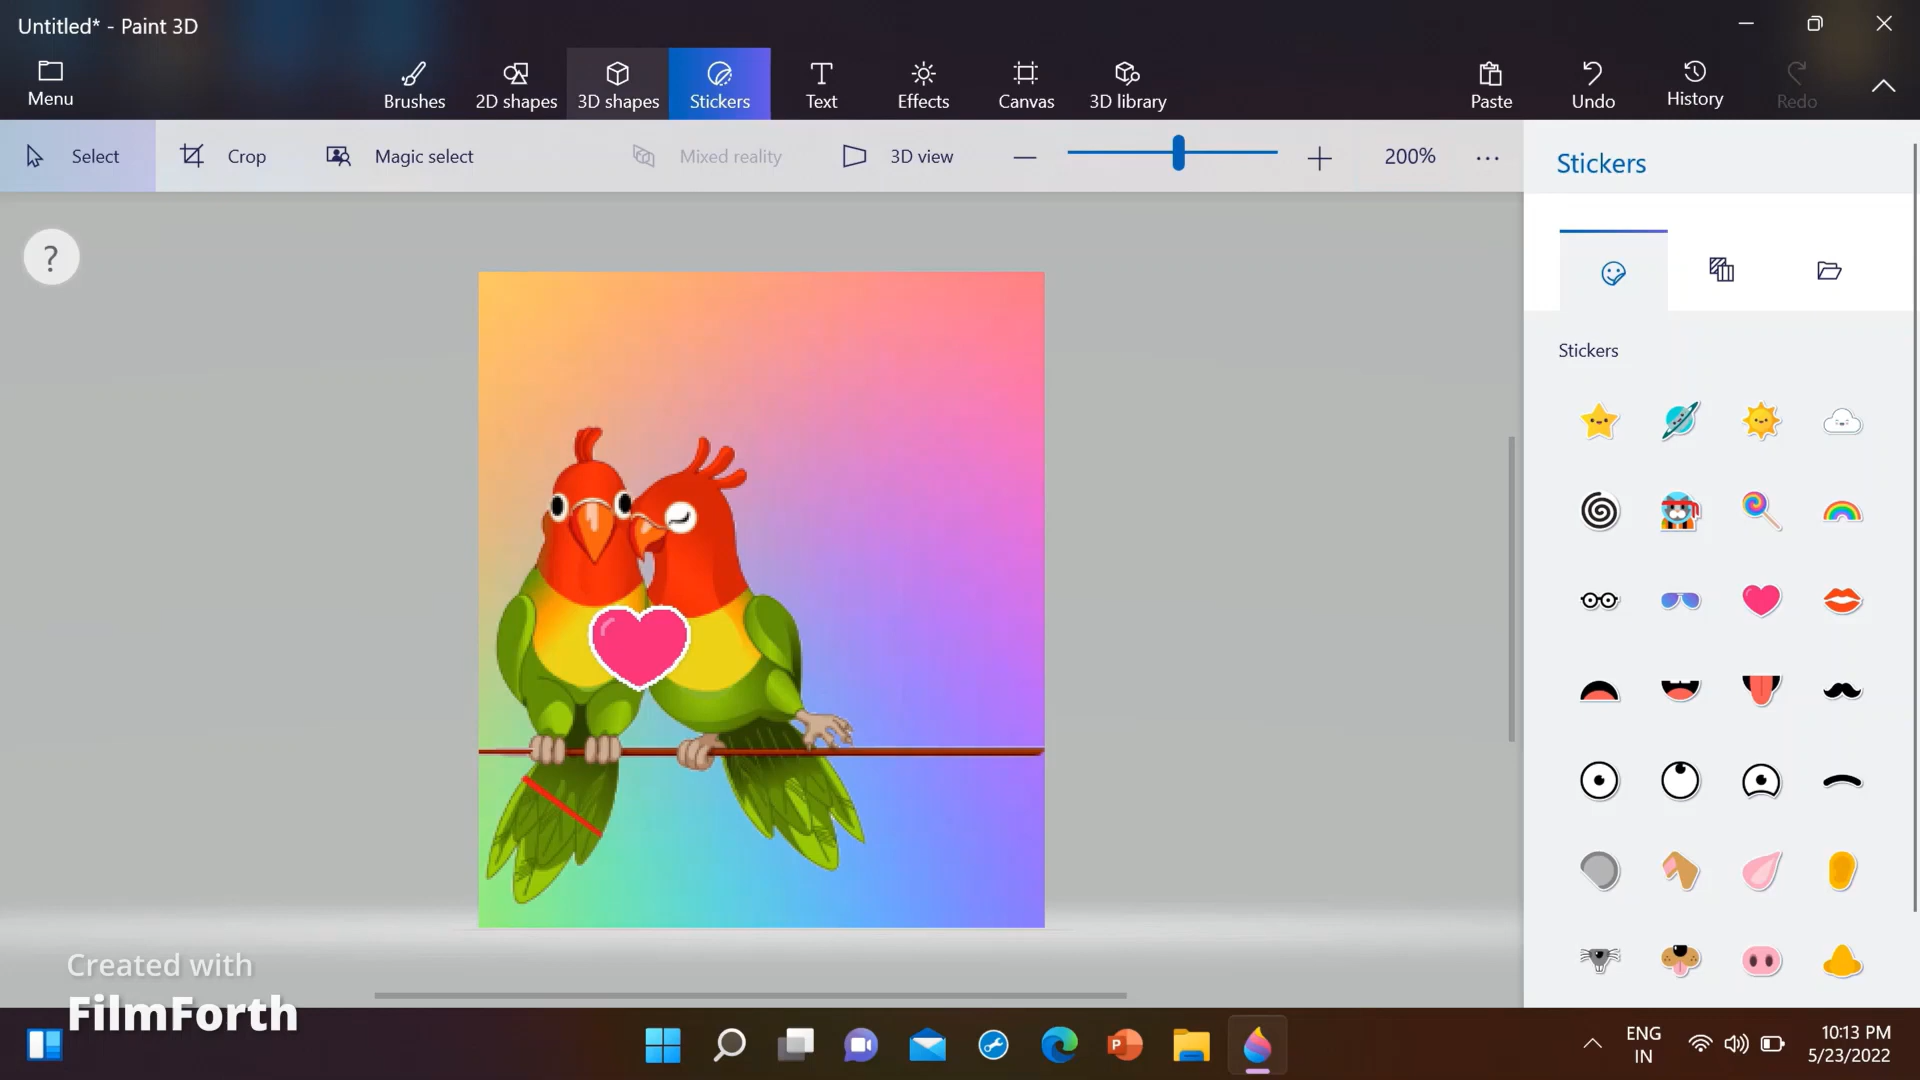 Untitled* - Paint 3D
Menu
Brushes
2D shapes
3D shapes
Stickers
Text
Effects
Canvas
3D library
Paste
Undo
History
Redo
Select
Crop
Magic select
Mixed reality
3D view
200%
Stickers
?
Stickers
Created with
FilmForth
ENG
IN
10:13 PM
5/23/2022